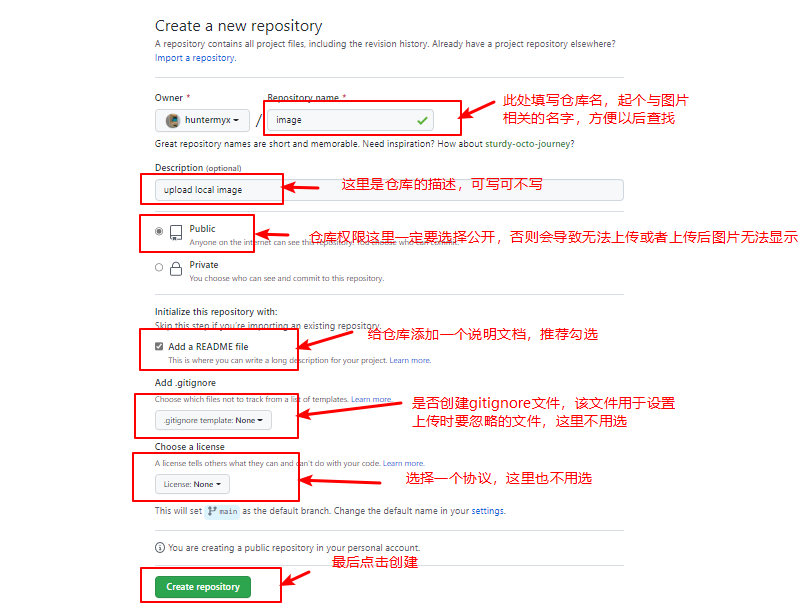 Create a new repository
A repository contains all project files, including the revision history. Already have a project repository elsewhere?
Import a repository.
Owner *
Repository name *
huntermyx
/
image
此处填写仓库名，起个与图片
相关的名字，方便以后查找
Great repository names are short and memorable. Need inspiration? How about sturdy-octo-journey?
Description (optional)
upload local image
这里是仓库的描述，可写可不写
Public
Anyone on the internet can see this repository. You choose who can commit.
仓库权限这里一定要选择公开，否则会导致无法上传或者上传后图片无法显示
Private
You choose who can see and commit to this repository.
Initialize this repository with:
Skip this step if you're importing an existing repository.
给仓库添加一个说明文档，推荐勾选
Add a README file
This is where you can write a long description for your project. Learn more.
Add .gitignore
Choose which files not to track from a list of templates. Learn more.
.gitignore template: None
是否创建gitignore文件，该文件用于设置
上传时要忽略的文件，这里不用选
Choose a license
A license tells others what they can and can't do with your code. Learn more.
License: None
选择一个协议，这里也不用选
This will set main as the default branch. Change the default name in your settings.
You are creating a public repository in your personal account.
最后点击创建
Create repository